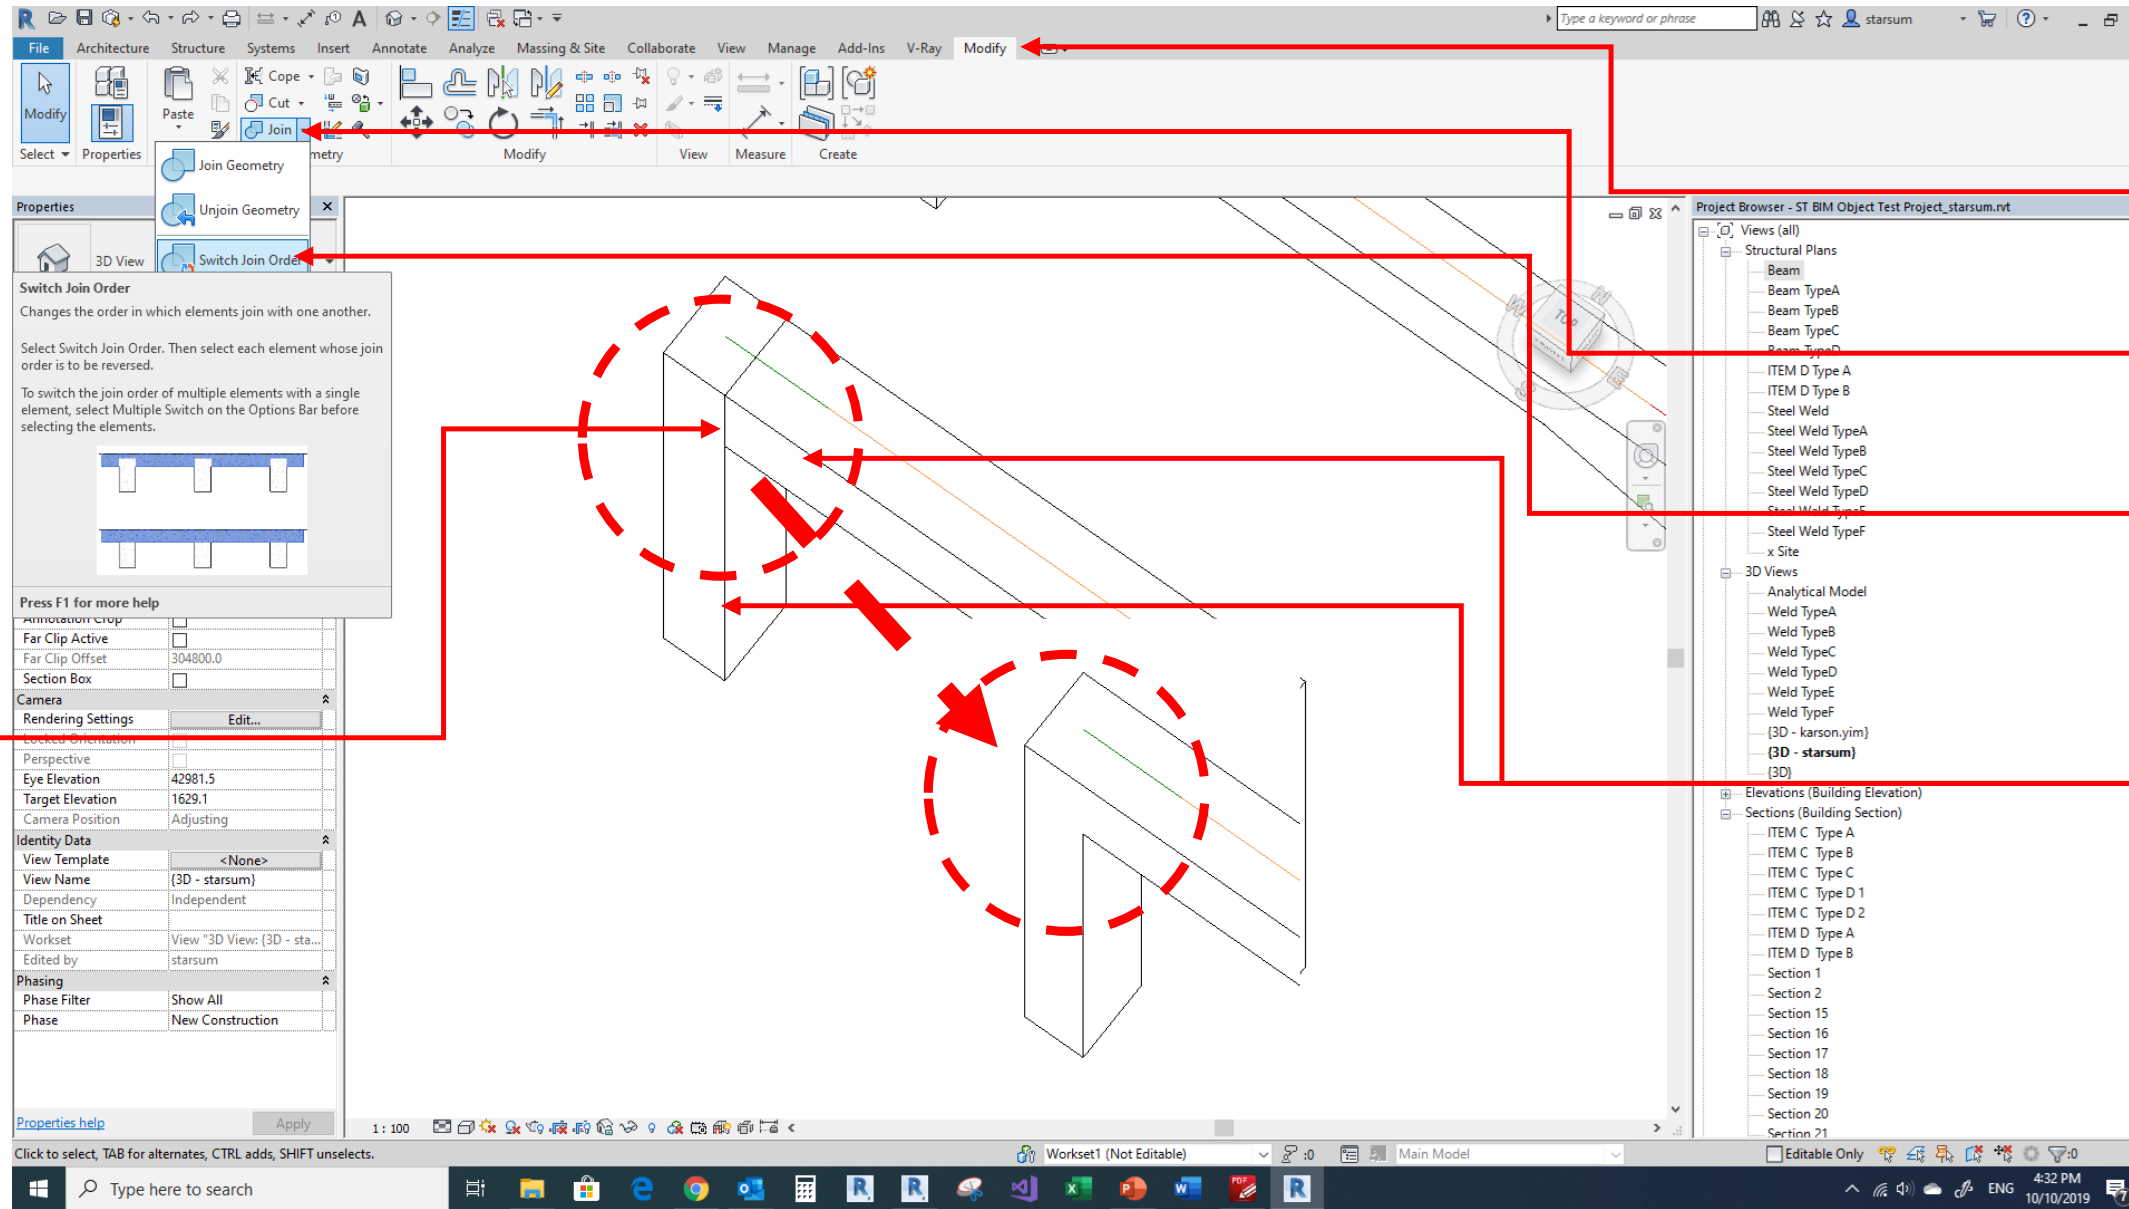 Type a keyword or phrase
starsum
File Architecture Structure Systems Insert Annotate Analyze Massing & Site Collaborate View Manage Add-Ins V-Ray Modify
Modify
Paste
Cope
Cut
Join
Select Properties metry Modify View Measure Create
Join Geometry
Unjoin Geometry
Switch Join Order
Properties
3D View
Switch Join Order
Changes the order in which elements join with one another.
Select Switch Join Order. Then select each element whose join
order is to be reversed.
To switch the join order of multiple elements with a single
element, select Multiple Switch on the Options Bar before
selecting the elements.
Press F1 for more help
Annotation Crop
Far Clip Active
Far Clip Offset 304800.0
Section Box
Camera
Rendering Settings Edit...
Locked Orientation
Perspective
Eye Elevation 42981.5
Target Elevation 1629.1
Camera Position Adjusting
Identity Data
View Template <None>
View Name {3D - starsum}
Dependency Independent
Title on Sheet
Workset View "3D View: {3D - sta...
Edited by starsum
Phasing
Phase Filter Show All
Phase New Construction
Properties help Apply
TOP
N
W
S
E
Project Browser - ST BIM Object Test Project_starsum.rvt
Views (all)
Structural Plans
Beam
Beam TypeA
Beam TypeB
Beam TypeC
Beam TypeD
ITEM D Type A
ITEM D Type B
Steel Weld
Steel Weld TypeA
Steel Weld TypeB
Steel Weld TypeC
Steel Weld TypeD
Steel Weld TypeE
Steel Weld TypeF
x Site
3D Views
Analytical Model
Weld TypeA
Weld TypeB
Weld TypeC
Weld TypeD
Weld TypeE
Weld TypeF
{3D - karson.yim}
{3D - starsum}
{3D}
Elevations (Building Elevation)
Sections (Building Section)
ITEM C Type A
ITEM C Type B
ITEM C Type C
ITEM C Type D 1
ITEM C Type D 2
ITEM D Type A
ITEM D Type B
Section 1
Section 2
Section 15
Section 16
Section 17
Section 18
Section 19
Section 20
Section 21
1 : 100
Click to select, TAB for alternates, CTRL adds, SHIFT unselects.
Workset1 (Not Editable)
:0
Main Model
Editable Only
:0
Type here to search
ENG
4:32 PM
10/10/2019
7